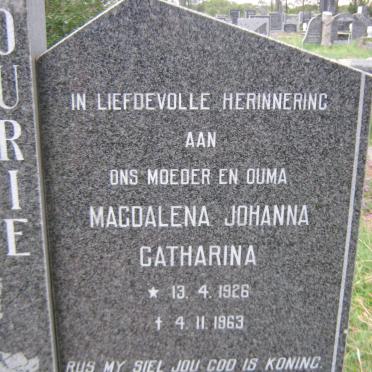 OURIE
IN LIEFDEVOLLE HERINNERING
AAN
ONS MOEDER EN OUMA
MAGDALENA JOHANNA
CATHARINA
★ 13. 4. 1926
✝ 4. 11. 1963
RUS MY SIEL JOU GOD IS KONING.